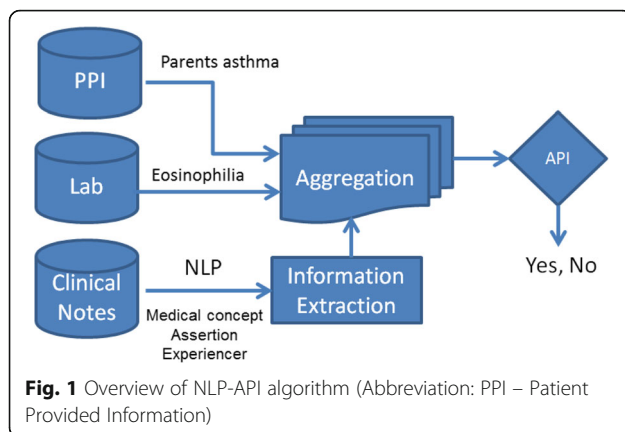 PPI
Parents asthma
Lab
Eosinophilia
Aggregation
API
Yes, No
Clinical
Notes
NLP
Medical concept
Assertion
Experiencer
Information
Extraction
Fig. 1 Overview of NLP-API algorithm (Abbreviation: PPI – Patient
Provided Information)